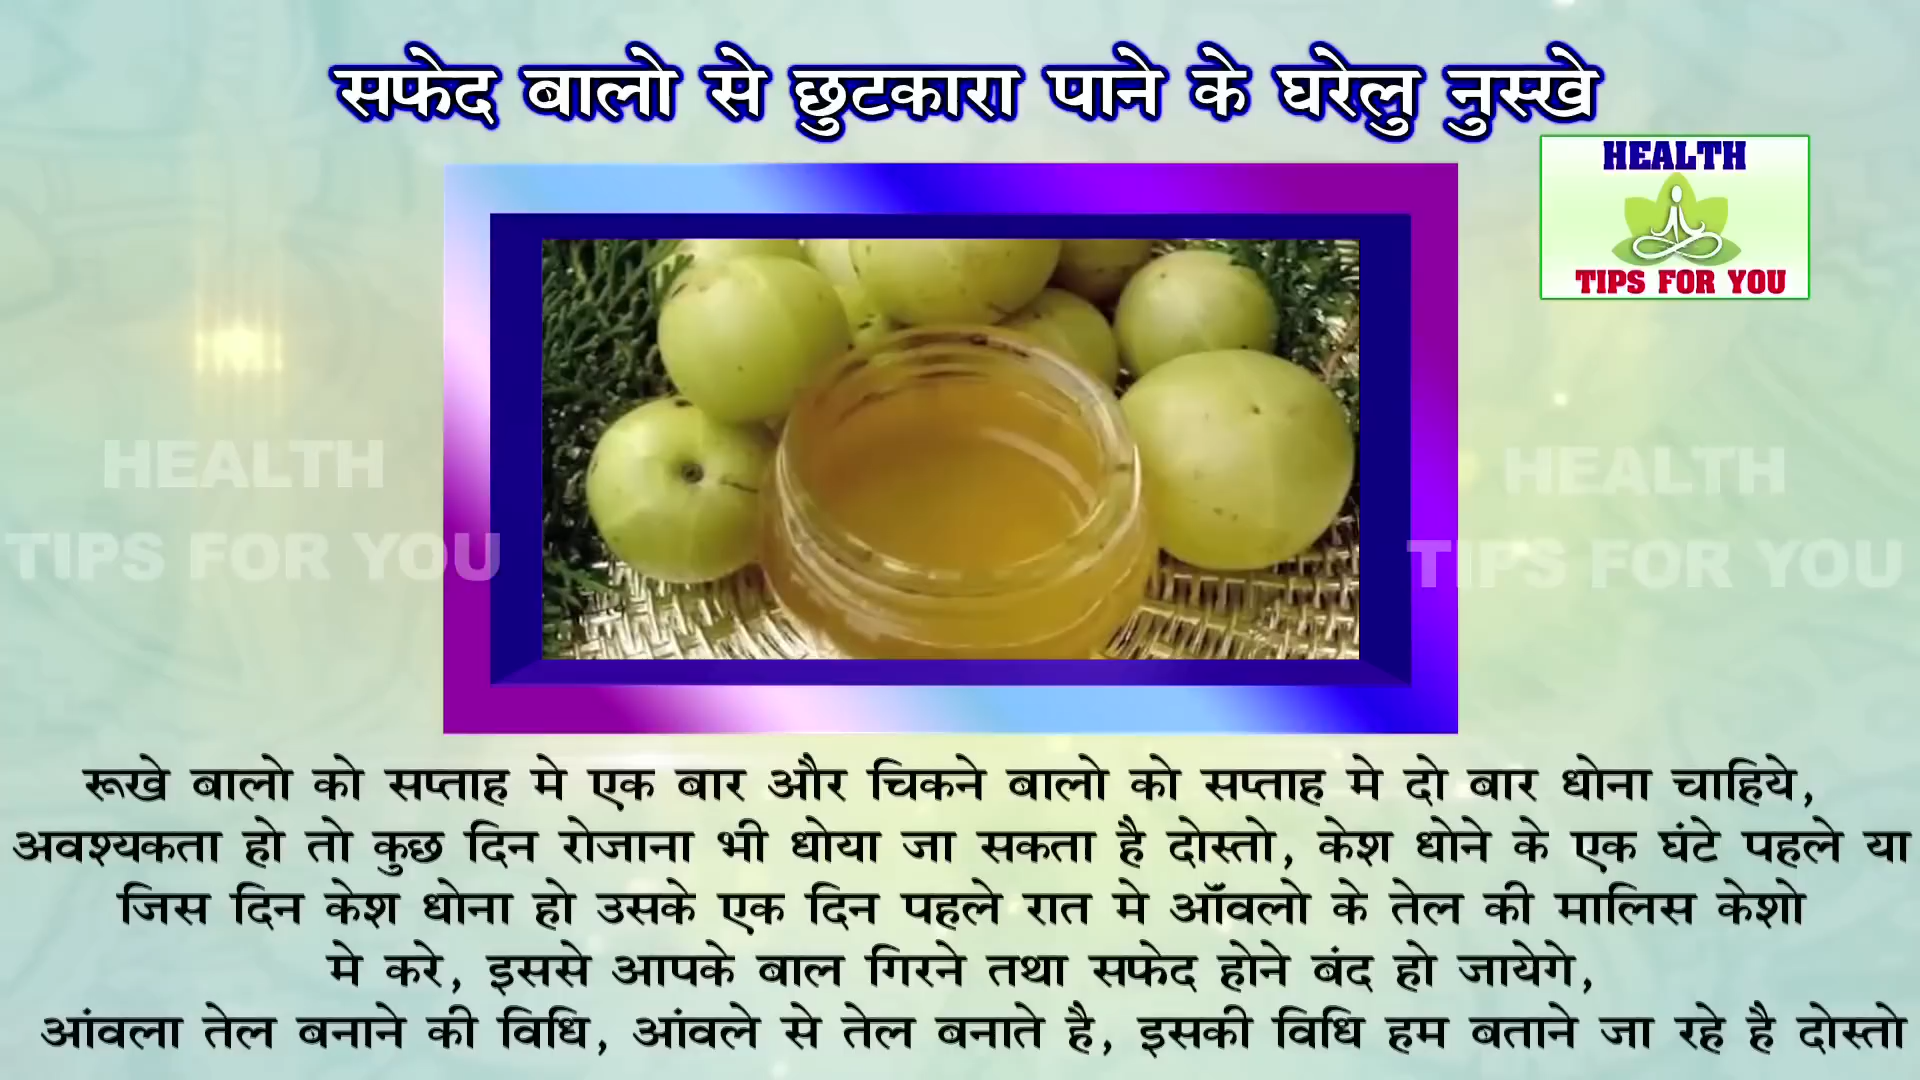 सफेद बालो से छुटकारा पाने के घरेलु नुस्खे
HEALTH
TIPS FOR YOU
HEALTH
TIPS FOR YOU
HEALTH
TIPS FOR YOU
रूखे बालो को सप्ताह मे एक बार और चिकने बालो को सप्ताह मे दो बार धोना चाहिये,
अवश्यकता हो तो कुछ दिन रोजाना भी धोया जा सकता है दोस्तो, केश धोने के एक घंटे पहले या
जिस दिन केश धोना हो उसके एक दिन पहले रात मे ऑंवलो के तेल की मालिस केशो
मे करे, इससे आपके बाल गिरने तथा सफेद होने बंद हो जायेगे,
आंवला तेल बनाने की विधि, आंवले से तेल बनाते है, इसकी विधि हम बताने जा रहे है दोस्तो